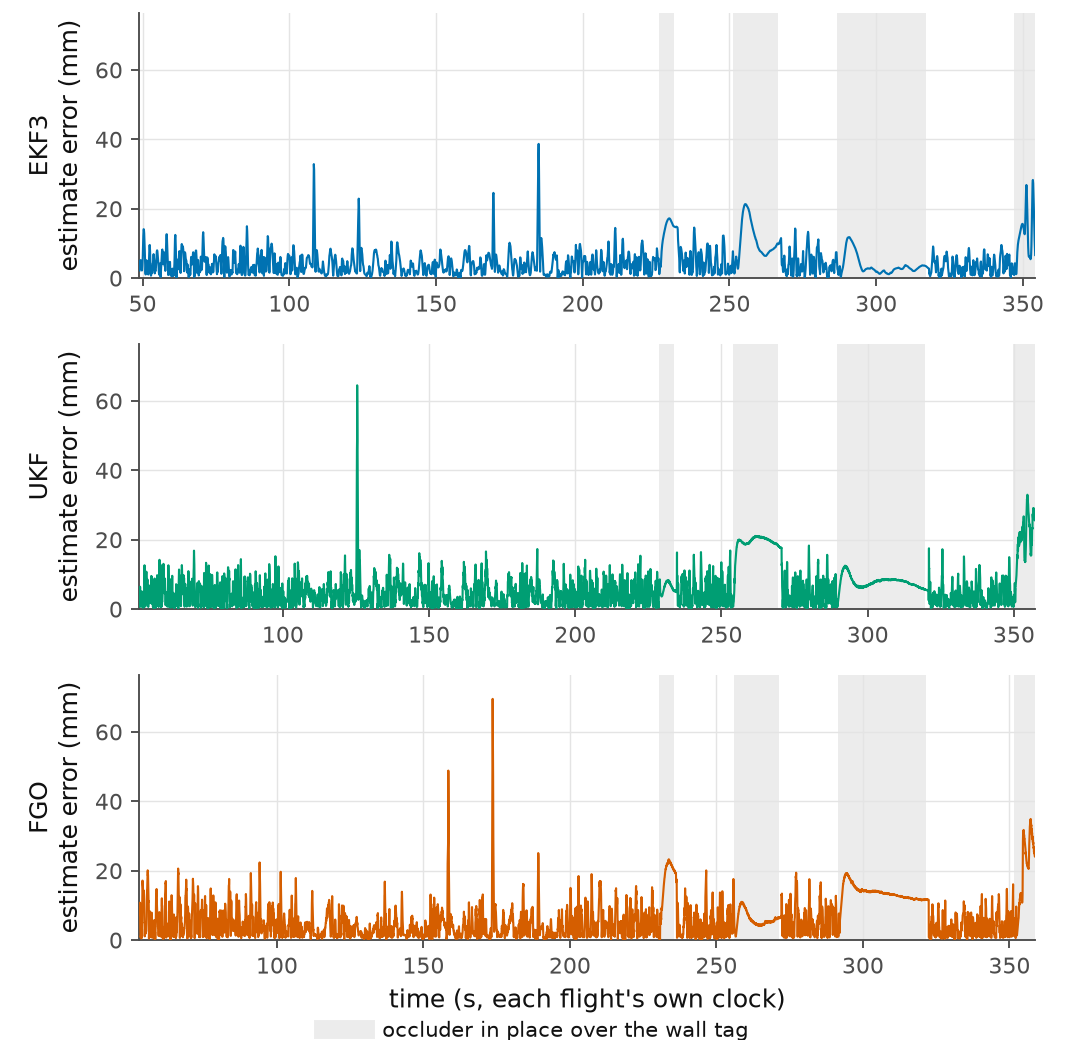 EKF3
estimate error (mm)
60
40
20
0
50 100 150 200 250 300 350
UKF
estimate error (mm)
60
40
20
0
100 150 200 250 300 350
FGO
estimate error (mm)
60
40
20
0
100 150 200 250 300 350
time (s, each flight's own clock)
occluder in place over the wall tag